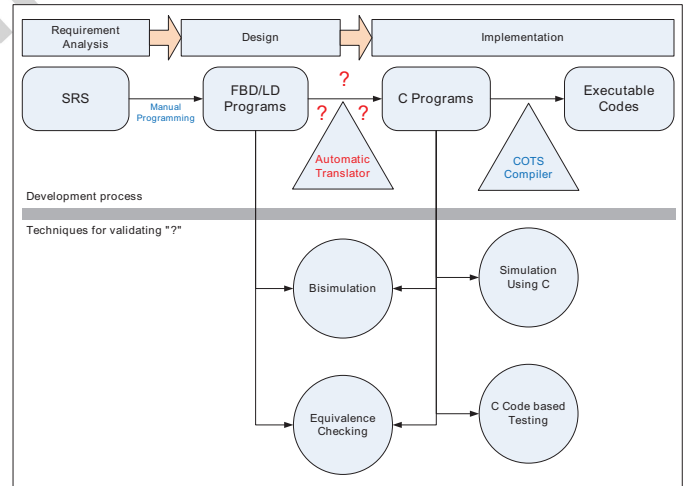 Requirement
Analysis
Design
Implementation
SRS
Manual
Programming
FBD/LD
Programs
?
?
?
Automatic
Translator
C Programs
COTS
Compiler
Executable
Codes
Development process
Techniques for validating "?"
Bisimulation
Simulation
Using C
Equivalence
Checking
C Code based
Testing